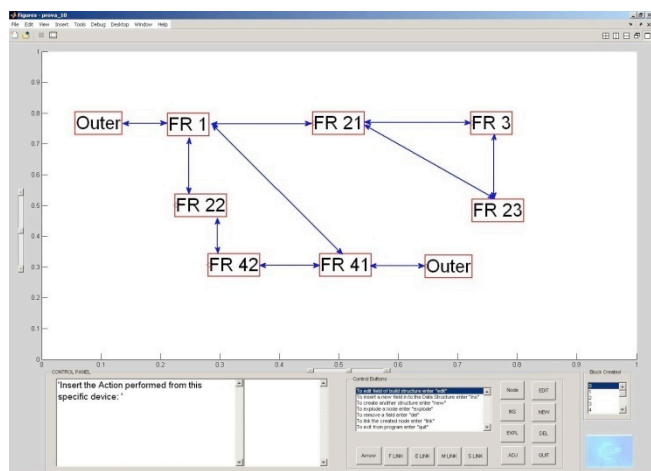 Figures - prova_10
File Edit View Insert Tools Debug Desktop Window Help
1
0.9
0.8
0.7
0.6
0.5
0.4
0.3
0.2
0.1
0
Outer
FR 1
FR 21
FR 3
FR 22
FR 23
FR 42
FR 41
Outer
0 0.1 0.2 0.3 0.4 0.5 0.6 0.7 0.8 0.9 1
CONTROL PANEL
'Insert the Action performed from this
specific device: '
Control Buttons
To edit field of build structure enter "edit"
To insert a new field into the Data Structure enter "ins"
To create another structure enter "new"
To explode a node enter "explode"
To remove a field enter "del"
To link the created node enter "link"
To exit from program enter "quit"
Arrow F LINK E LINK M LINK S LINK
Node EDIT
INS NEW
EXPL DEL
ADJ QUIT
Block Created
0
1
2
3
4